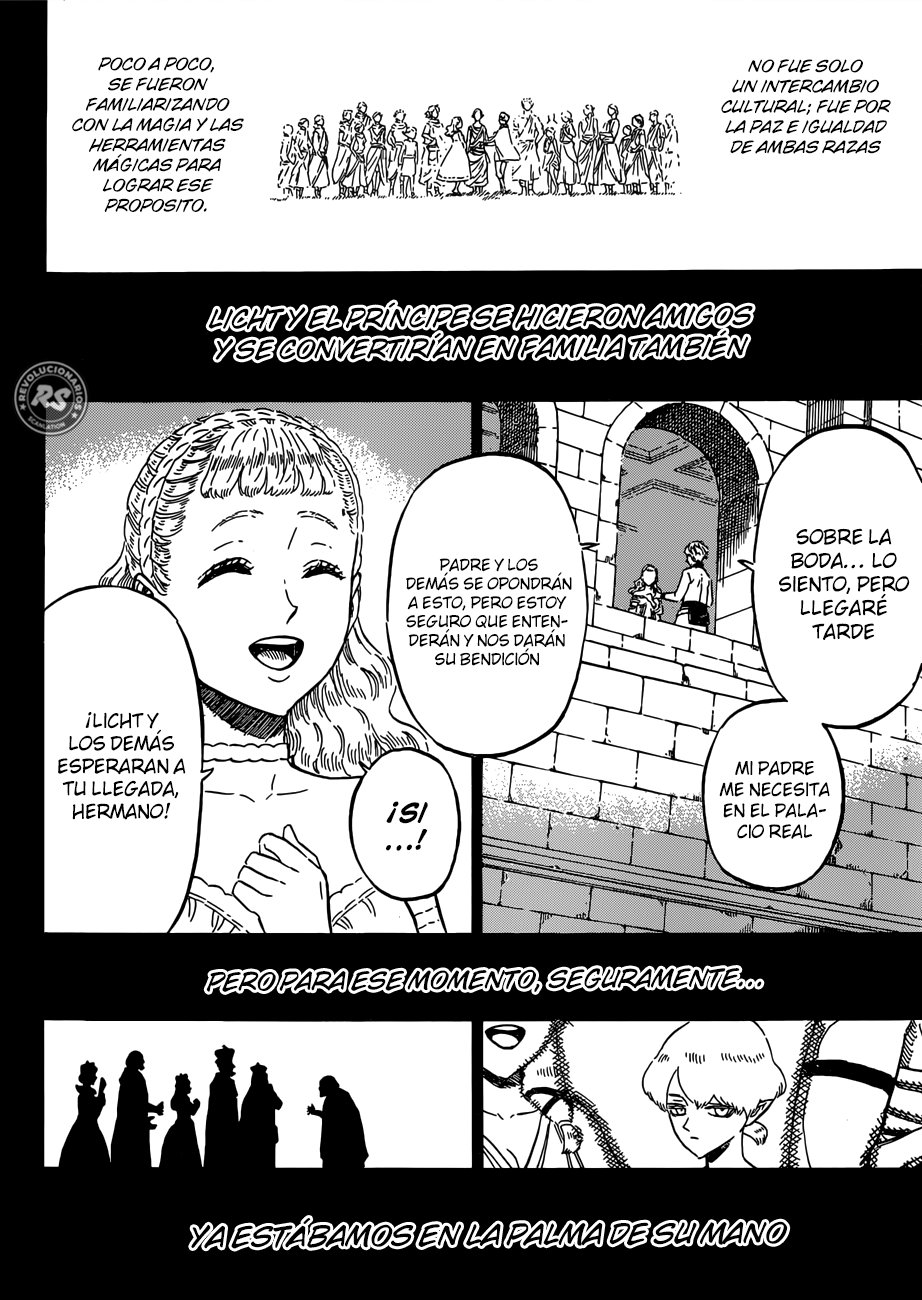 NO FUE SOLO
UN INTERCAMBIO
CULTURAL; FUE POR
LA PAZ E IGUALDAD
DE AMBAS RAZAS
POCO A POCO,
SE FUERON
FAMILIARIZANDO
CON LA MAGIA Y LAS
HERRAMIENTAS
MÁGICAS PARA
LOGRAR ESE
PROPOSITO.
LICHT Y EL PRÍNCIPE SE HICIERON AMIGOS
Y SE CONVERTIRÍAN EN FAMILIA TAMBIÉN
REVOLUCIONARIOS
RS
SCANLATION
SOBRE LA
BODA... LO
SIENTO, PERO
LLEGARÉ
TARDE
MI PADRE
ME NECESITA
EN EL PALA-
CIO REAL
PADRE Y LOS
DEMÁS SE OPONDRÁN
A ESTO, PERO ESTOY
SEGURO QUE ENTEN-
DERÁN Y NOS DARÁN
SU BENDICIÓN
¡SI
...!
¡LICHT Y
LOS DEMÁS
ESPERARAN A
TU LLEGADA,
HERMANO!
PERO PARA ESE MOMENTO, SEGURAMENTE...
YA ESTÁBAMOS EN LA PALMA DE SU MANO